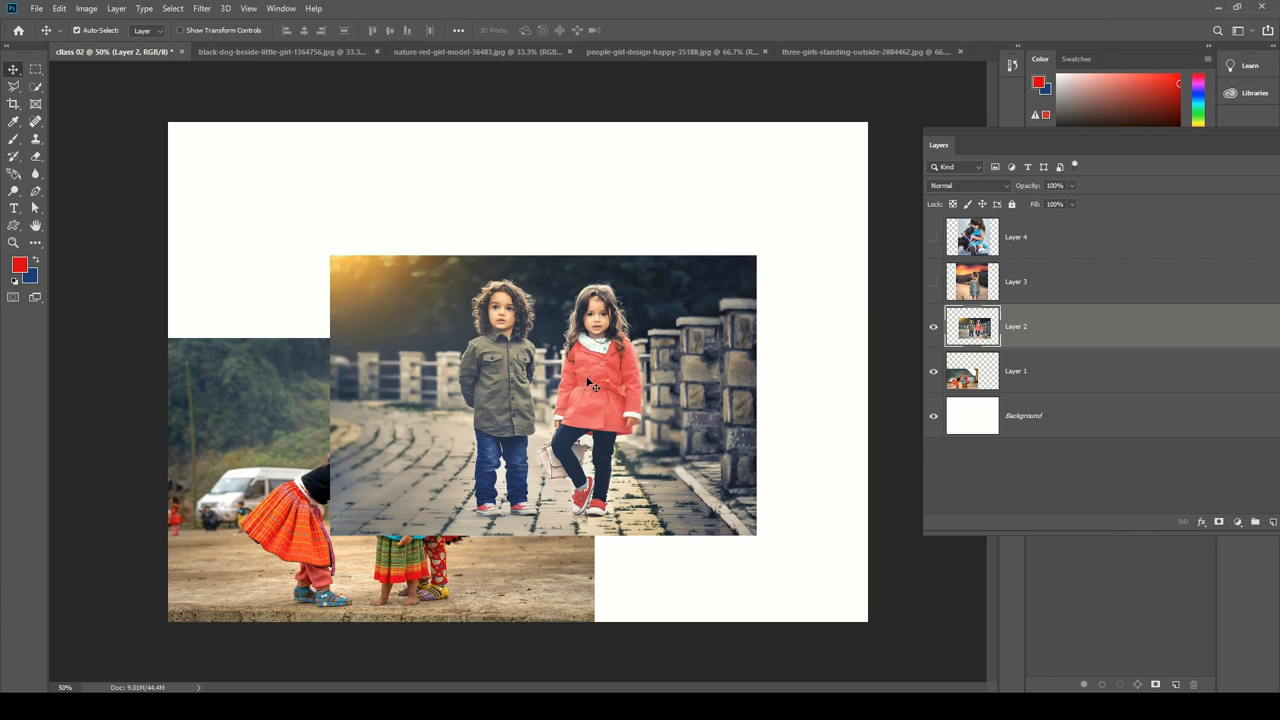 Ps File Edit Image Layer Type Select Filter 3D View Window Help
Auto-Select: Layer Show Transform Controls 3D Mode:
cllass 02 @ 50% (Layer 2, RGB/8) * × black-dog-beside-little-girl-1364756.jpg @ 33.3... × nature-red-girl-model-36483.jpg @ 33.3% (RGB... × people-girl-design-happy-35188.jpg @ 66.7% (R... × three-girls-standing-outside-2884462.jpg @ 66.... ×
Color Swatches
Learn
Libraries
Layers
Kind
Normal Opacity: 100%
Lock: Fill: 100%
Layer 4
Layer 3
Layer 2
Layer 1
Background
50% Doc: 9.01M/44.4M